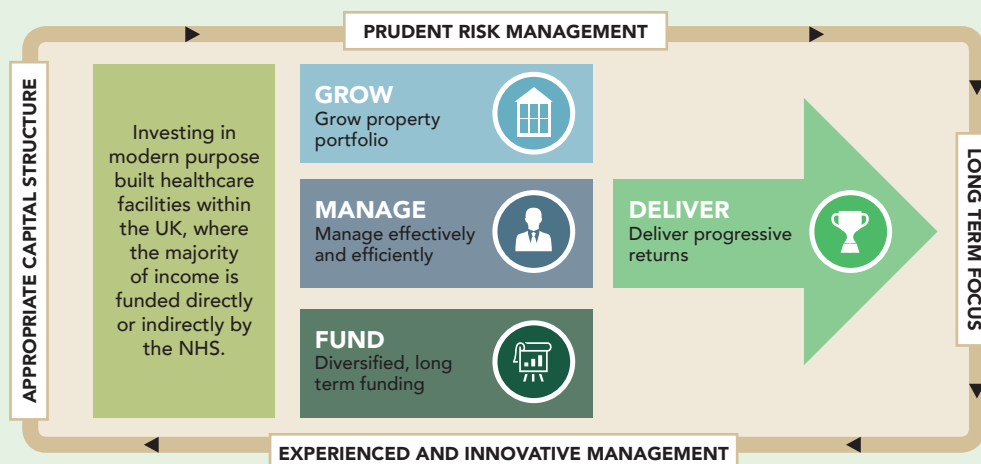 PRUDENT RISK MANAGEMENT
APPROPRIATE CAPITAL STRUCTURE
Investing in
modern purpose
built healthcare
facilities within
the UK, where
the majority
of income is
funded directly
or indirectly by
the NHS.
GROW
Grow property
portfolio
MANAGE
Manage effectively
and efficiently
FUND
Diversified, long
term funding
DELIVER
Deliver progressive
returns
LONG TERM FOCUS
EXPERIENCED AND INNOVATIVE MANAGEMENT